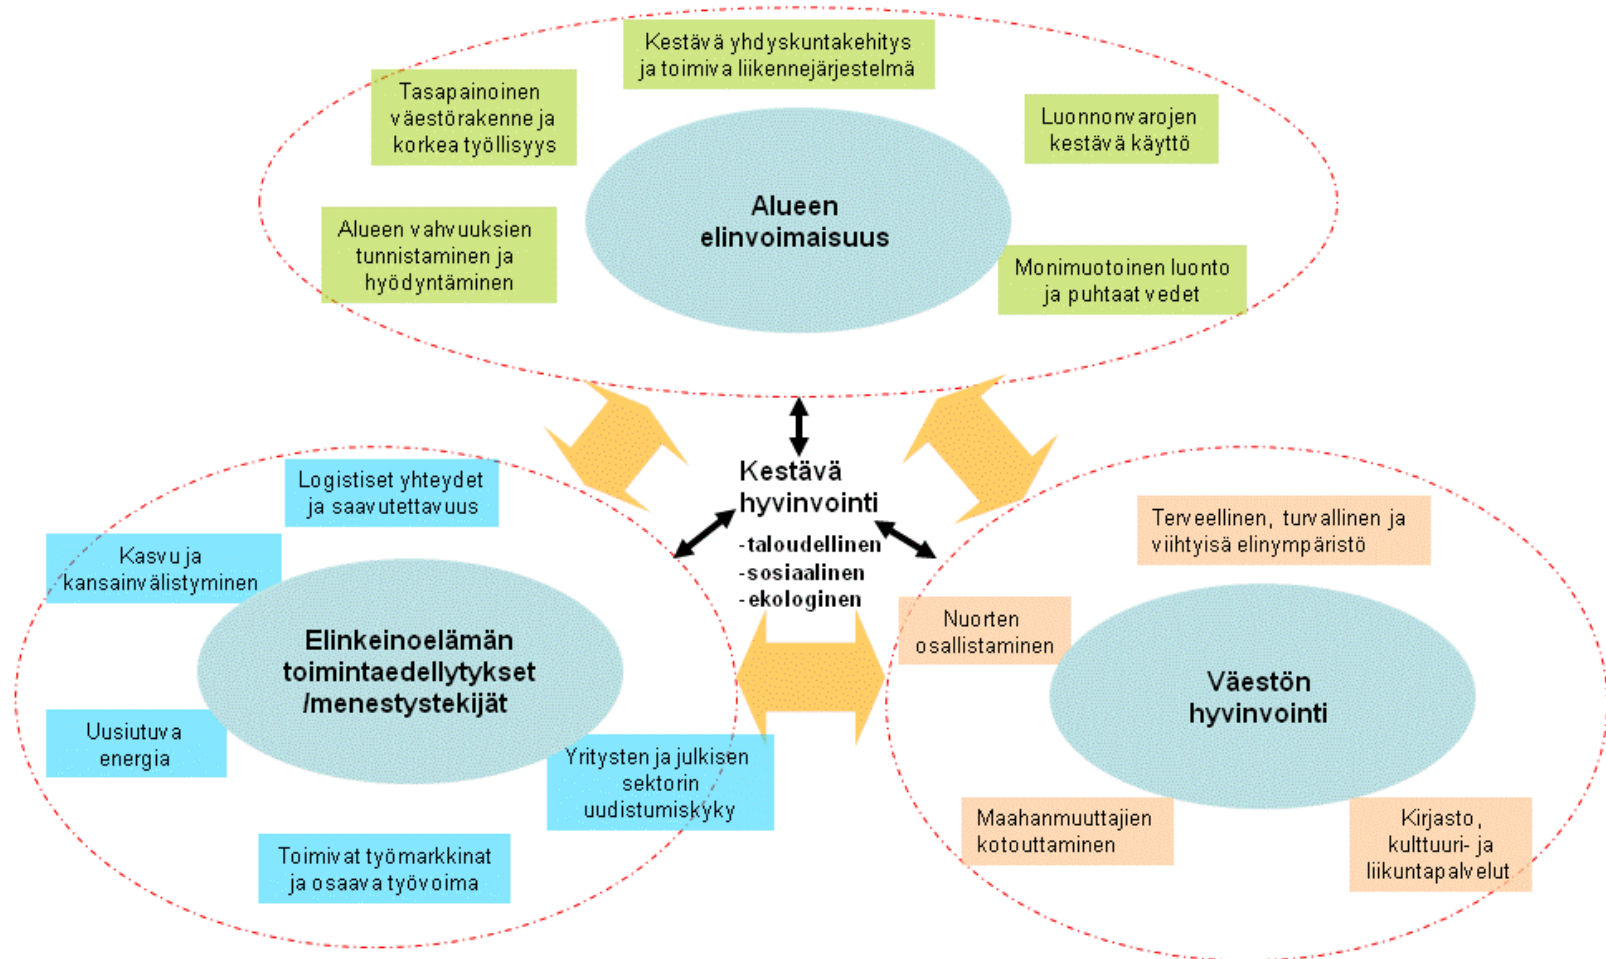 Kestävä yhdyskuntakehitys
ja toimiva liikennejärjestelmä
Tasapainoinen
väestörakenne ja
korkea työllisyys
Luonnonvarojen
kestävä käyttö
Alueen
elinvoimaisuus
Alueen vahvuuksien
tunnistaminen ja
hyödyntäminen
Monimuotoinen luonto
ja puhtaat vedet
Kestävä
hyvinvointi
-taloudellinen
-sosiaalinen
-ekologinen
Logistiset yhteydet
ja saavutettavuus
Kasvu ja
kansainvälistyminen
Elinkeinoelämän
toimintaedellytykset
/menestystekijät
Uusiutuva
energia
Yritysten ja julkisen
sektorin
uudistumiskyky
Toimivat työmarkkinat
ja osaava työvoima
Terveellinen, turvallinen ja
viihtyisä elinympäristö
Nuorten
osallistaminen
Väestön
hyvinvointi
Maahanmuuttajien
kotouttaminen
Kirjasto,
kulttuuri- ja
liikuntapalvelut